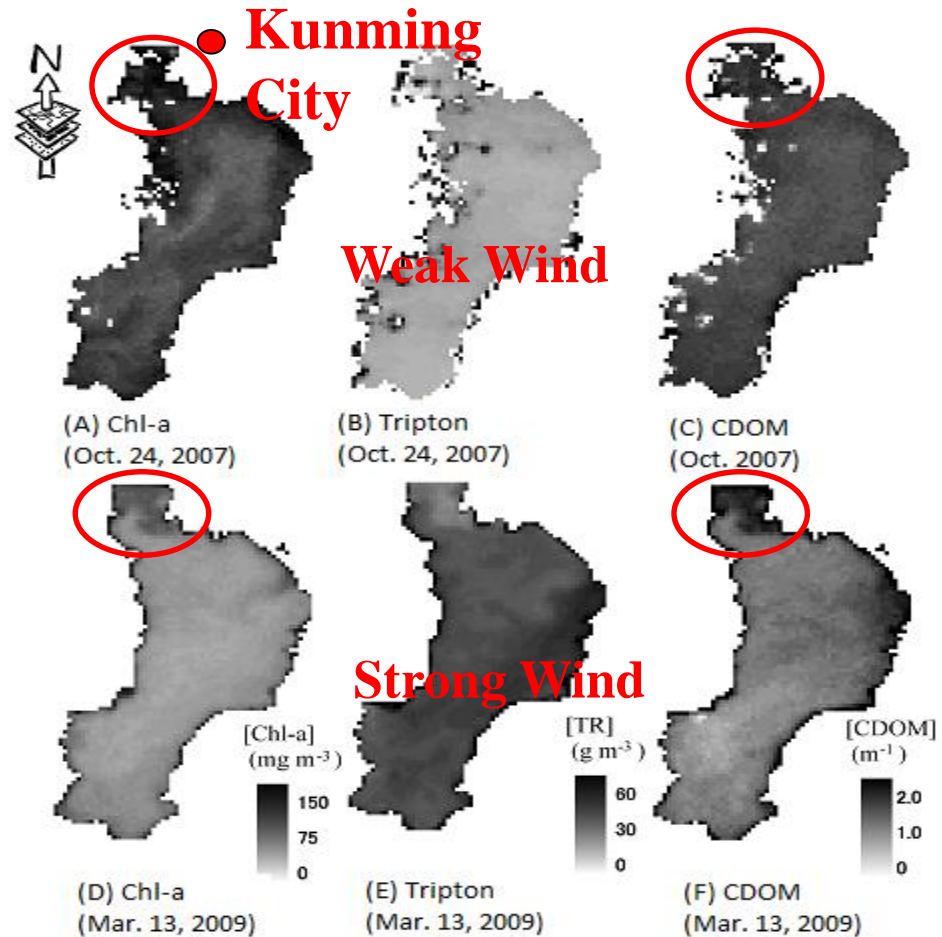 Kunming
City
N
Weak Wind
(A) Chl-a
(Oct. 24, 2007)
(B) Tripton
(Oct. 24, 2007)
(C) CDOM
(Oct. 2007)
Strong Wind
[Chl-a]
(mg m⁻³)
150
75
0
[TR]
(g m⁻³)
60
30
0
[CDOM]
(m⁻¹)
2.0
1.0
0
(D) Chl-a
(Mar. 13, 2009)
(E) Tripton
(Mar. 13, 2009)
(F) CDOM
(Mar. 13, 2009)